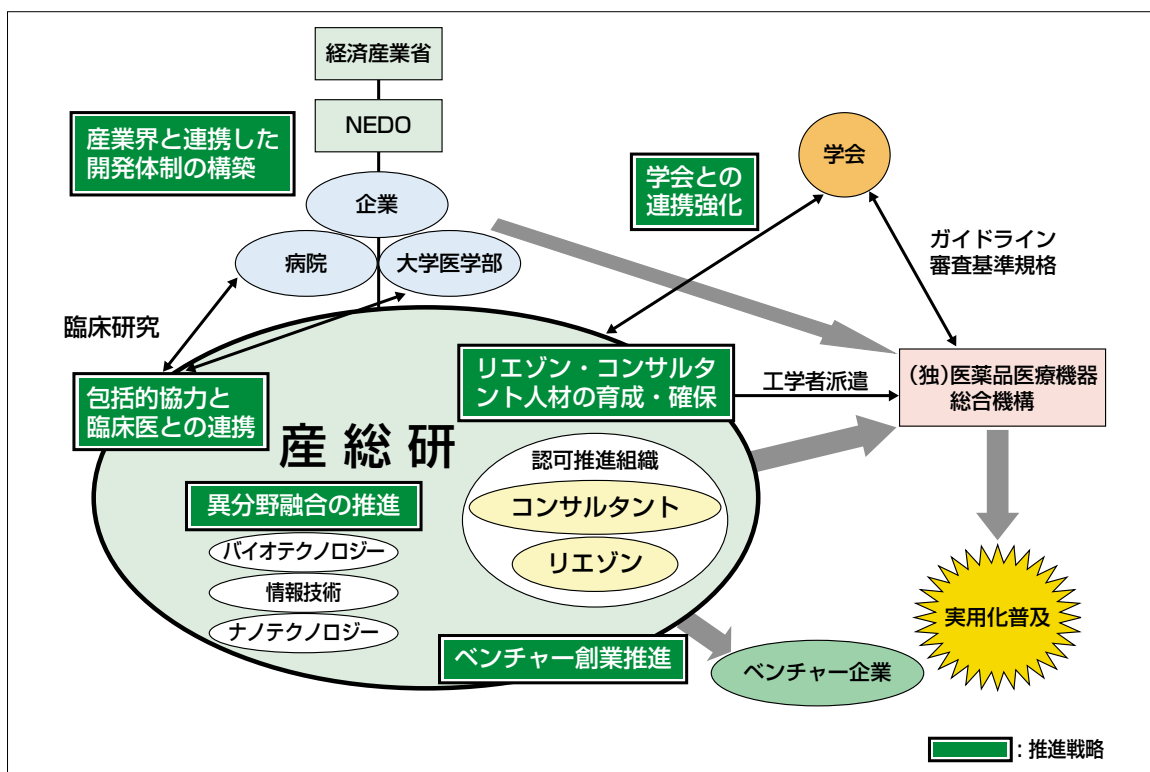 経済産業省
NEDO
産業界と連携した
開発体制の構築
企業
病院
大学医学部
学会
学会との
連携強化
ガイドライン
審査基準規格
臨床研究
包括的協力と
臨床医との連携
リエゾン・コンサルタ
ント人材の育成・確保
工学者派遣
(独)医薬品医療機器
総合機構
産総研
認可推進組織
コンサルタント
リエゾン
異分野融合の推進
バイオテクノロジー
情報技術
ナノテクノロジー
ベンチャー創業推進
ベンチャー企業
実用化普及
:推進戦略